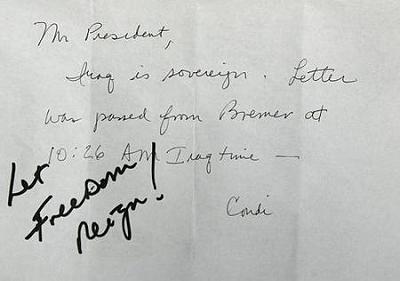 Mr President,
Iraq is sovereign. Letter
was passed from Bremer at
10:26 AM Iraq time —
Condi
Let
Freedom
Reign!